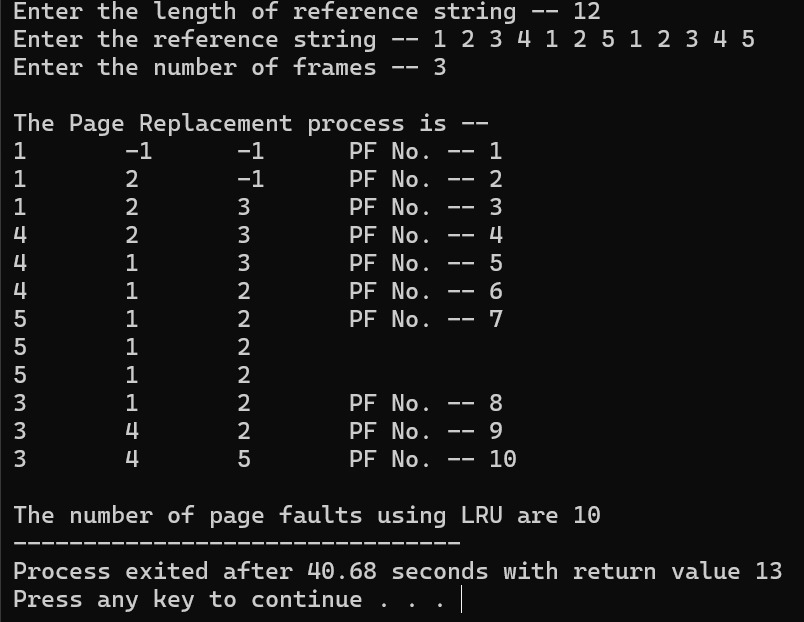 Enter the length of reference string -- 12
Enter the reference string -- 1 2 3 4 1 2 5 1 2 3 4 5
Enter the number of frames -- 3
The Page Replacement process is --
1 -1 -1 PF No. -- 1
1 2 -1 PF No. -- 2
1 2 3 PF No. -- 3
4 2 3 PF No. -- 4
4 1 3 PF No. -- 5
4 1 2 PF No. -- 6
5 1 2 PF No. -- 7
5 1 2
5 1 2
3 1 2 PF No. -- 8
3 4 2 PF No. -- 9
3 4 5 PF No. -- 10
The number of page faults using LRU are 10
--------------------------------
Process exited after 40.68 seconds with return value 13
Press any key to continue . . .